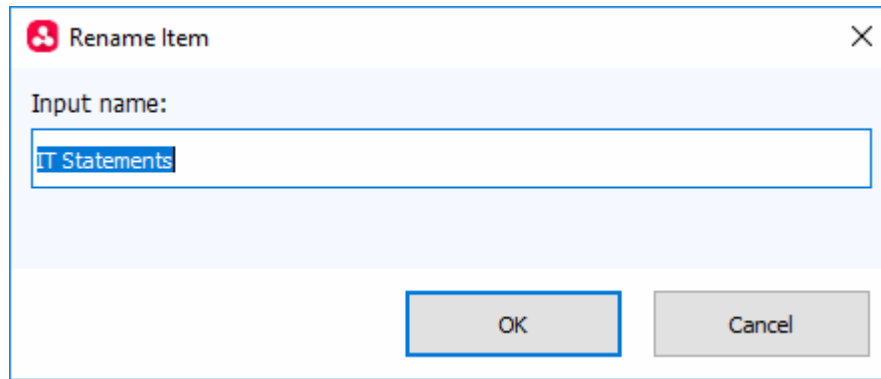 Rename Item
Input name:
IT Statements
OK
Cancel